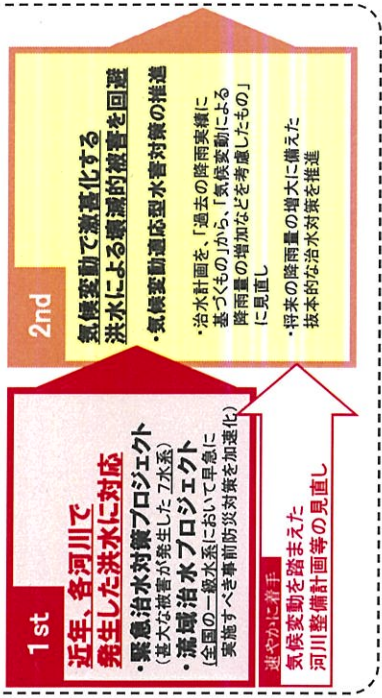 1st
近年、各河川で
発生した洪水に対応
・緊急治水対策プロジェクト
（甚大な被害が発生した7水系）
・流域治水プロジェクト
（全国の一級水系において早急に
実施すべき事前防災対策を加速化）
速やかに着手
気候変動を踏まえた
河川整備計画等の見直し
2nd
気候変動で激甚化する
洪水による壊滅的被害を回避
・気候変動適応型水害対策の推進
・治水計画を、「過去の降雨実績に
基づくもの」から、「気候変動による
降雨量の増加などを考慮したもの」
に見直し
・将来の降雨量の増大に備えた
抜本的な治水対策を推進